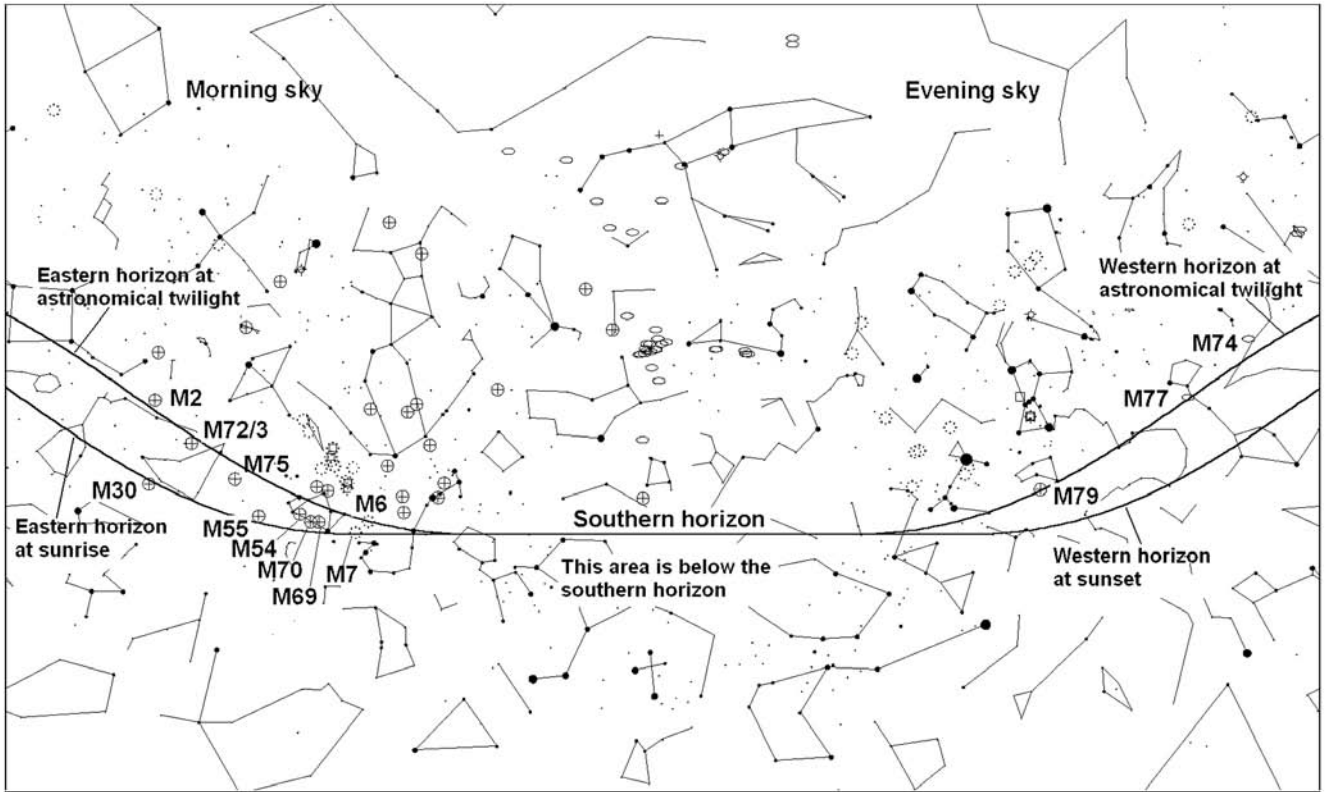 Morning sky
Evening sky
Eastern horizon at
astronomical twilight
Western horizon at
astronomical twilight
M74
M77
M2
M72/3
M75
M30
M6
M79
Eastern horizon
at sunrise
M55
M54
M70
M69
M7
Southern horizon
This area is below the
southern horizon
Western horizon
at sunset